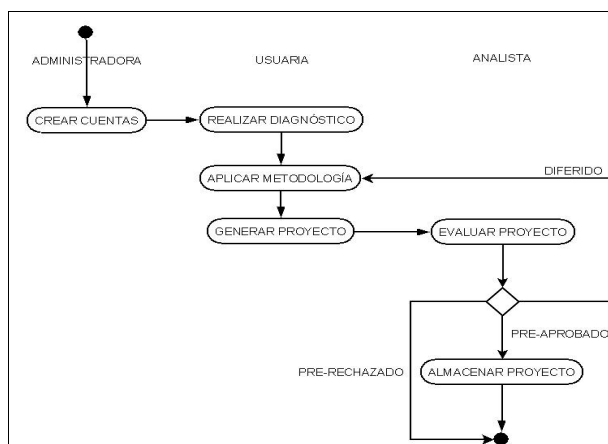 ADMINISTRADORA
USUARIA
ANALISTA
CREAR CUENTAS
REALIZAR DIAGNÓSTICO
DIFERIDO
APLICAR METODOLOGÍA
GENERAR PROYECTO
EVALUAR PROYECTO
PRE-APROBADO
PRE-RECHAZADO
ALMACENAR PROYECTO